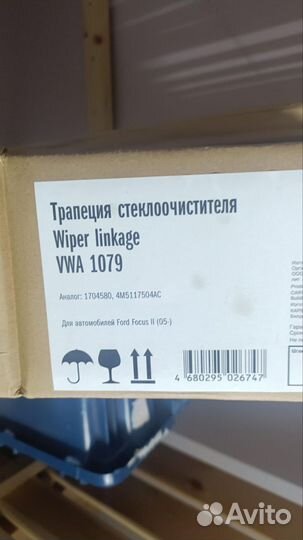 Трапеция стеклоочистителя
Wiper linkage
VWA 1079
Аналог: 1704580, 4M5117504AC
Для автомобилей Ford Focus II (05-)
4 680295 026747
Avito